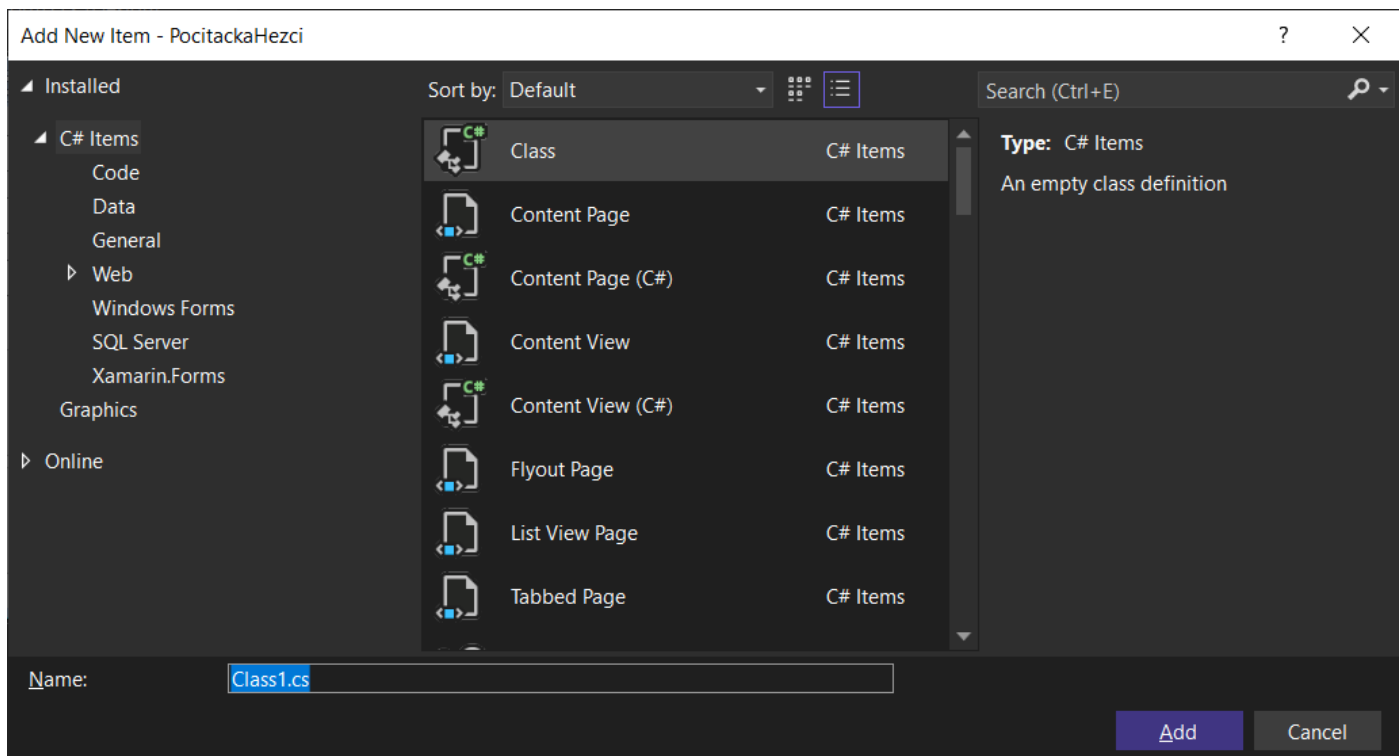 Add New Item - PocitackaHezci
?
Installed
C# Items
Code
Data
General
Web
Windows Forms
SQL Server
Xamarin.Forms
Graphics
Online
Sort by: Default
C# Class C# Items
Content Page C# Items
C# Content Page (C#) C# Items
Content View C# Items
C# Content View (C#) C# Items
Flyout Page C# Items
List View Page C# Items
Tabbed Page C# Items
Search (Ctrl+E)
Type: C# Items
An empty class definition
Name: Class1.cs
Add Cancel